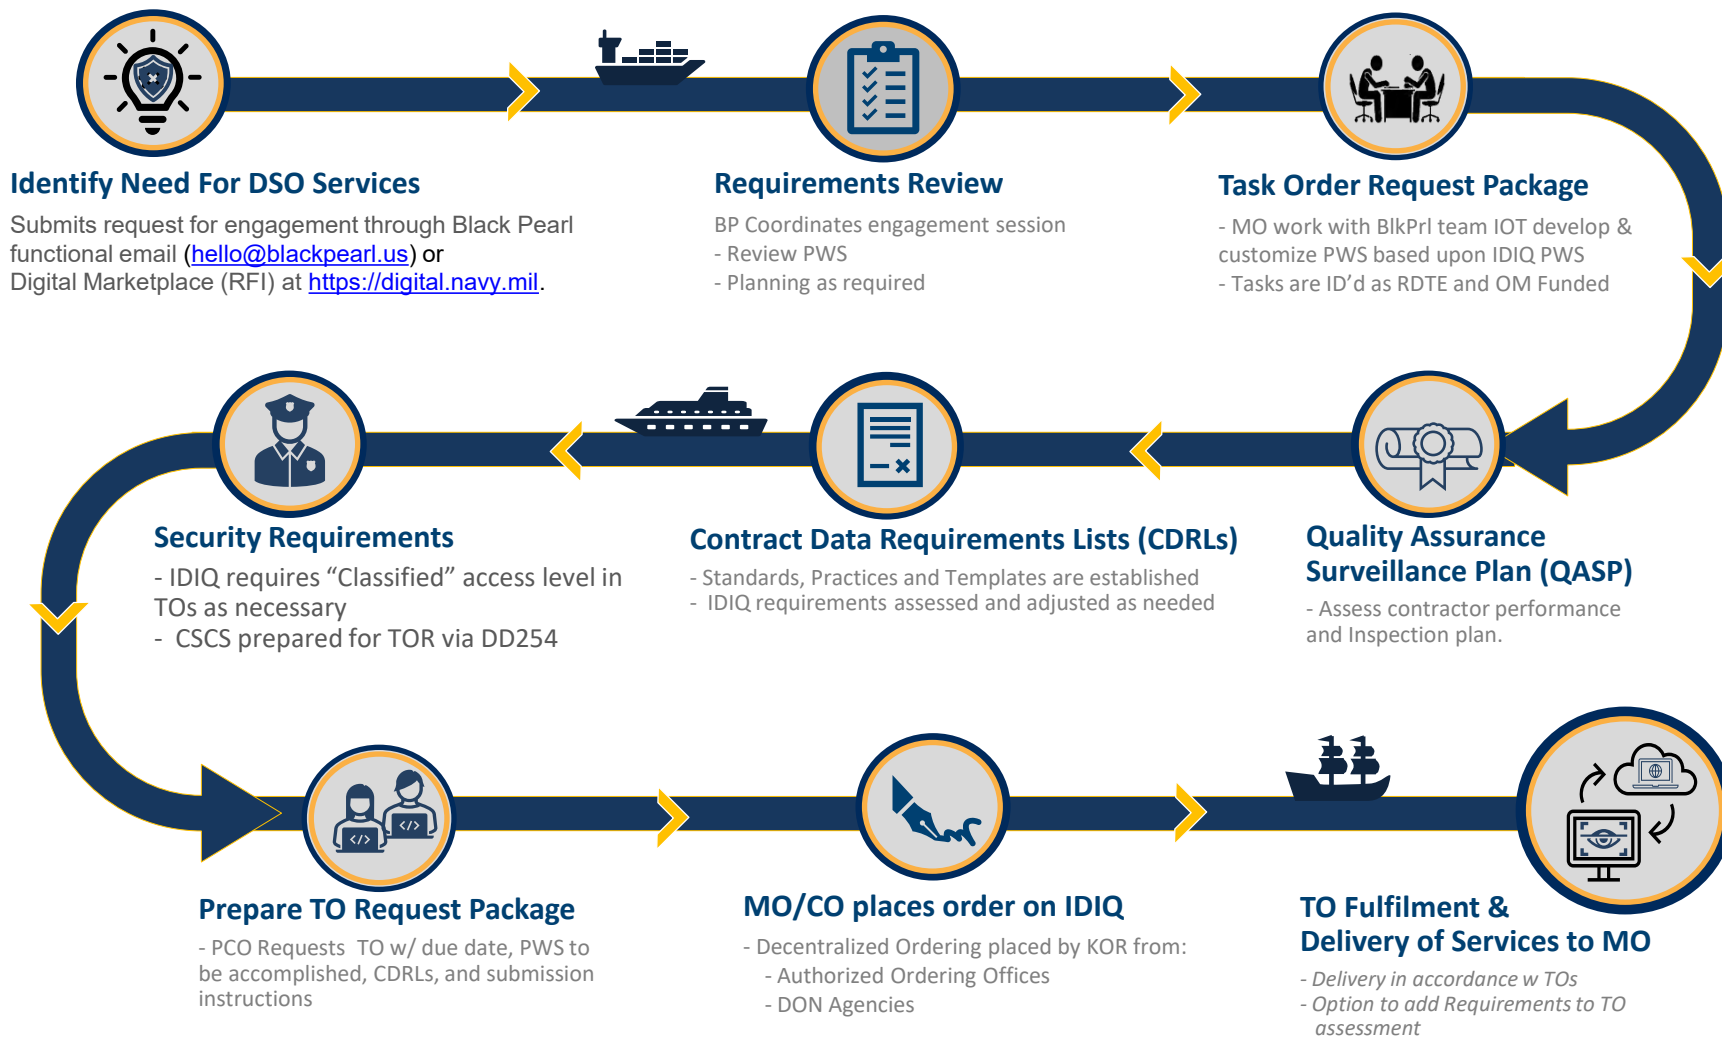 Identify Need For DSO Services
Submits request for engagement through Black Pearl
functional email (hello@blackpearl.us) or
Digital Marketplace (RFI) at https://digital.navy.mil.
Requirements Review
BP Coordinates engagement session
- Review PWS
- Planning as required
Task Order Request Package
- MO work with BlkPrl team IOT develop &
customize PWS based upon IDIQ PWS
- Tasks are ID’d as RDTE and OM Funded
Security Requirements
- IDIQ requires “Classified” access level in
TOs as necessary
- CSCS prepared for TOR via DD254
Contract Data Requirements Lists (CDRLs)
- Standards, Practices and Templates are established
- IDIQ requirements assessed and adjusted as needed
Quality Assurance
Surveillance Plan (QASP)
- Assess contractor performance
and Inspection plan.
</> </>
Prepare TO Request Package
- PCO Requests TO w/ due date, PWS to
be accomplished, CDRLs, and submission
instructions
MO/CO places order on IDIQ
- Decentralized Ordering placed by KOR from:
- Authorized Ordering Offices
- DON Agencies
TO Fulfilment &
Delivery of Services to MO
- Delivery in accordance w TOs
- Option to add Requirements to TO
assessment